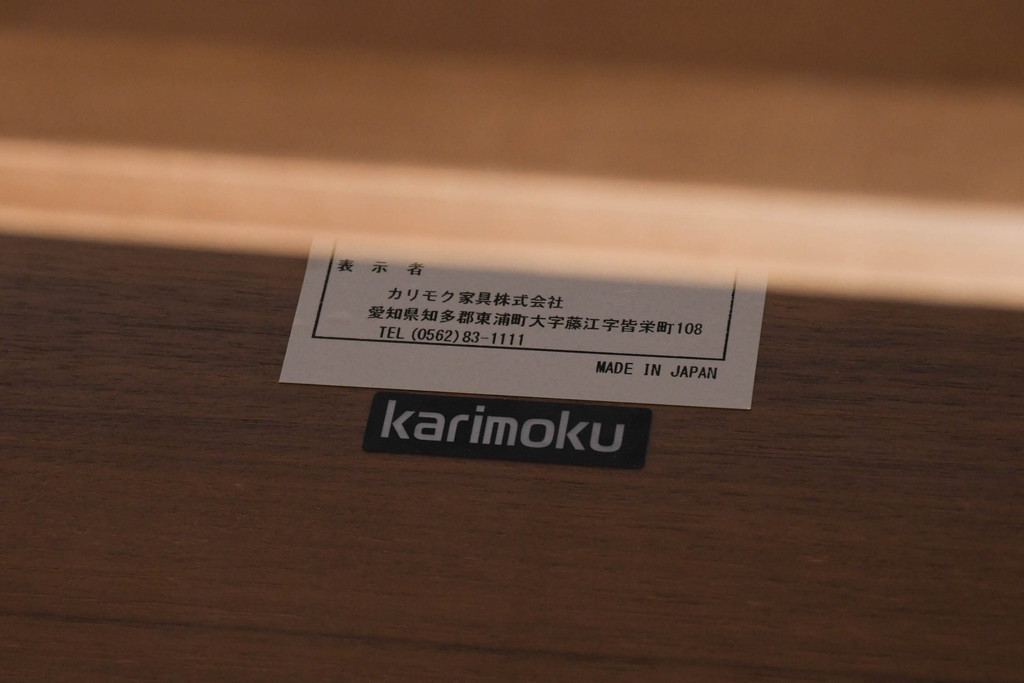 表示者
カリモク家具株式会社
愛知県知多郡東浦町大字藤江字皆栄町108
TEL (0562)83-1111
MADE IN JAPAN
karimoku